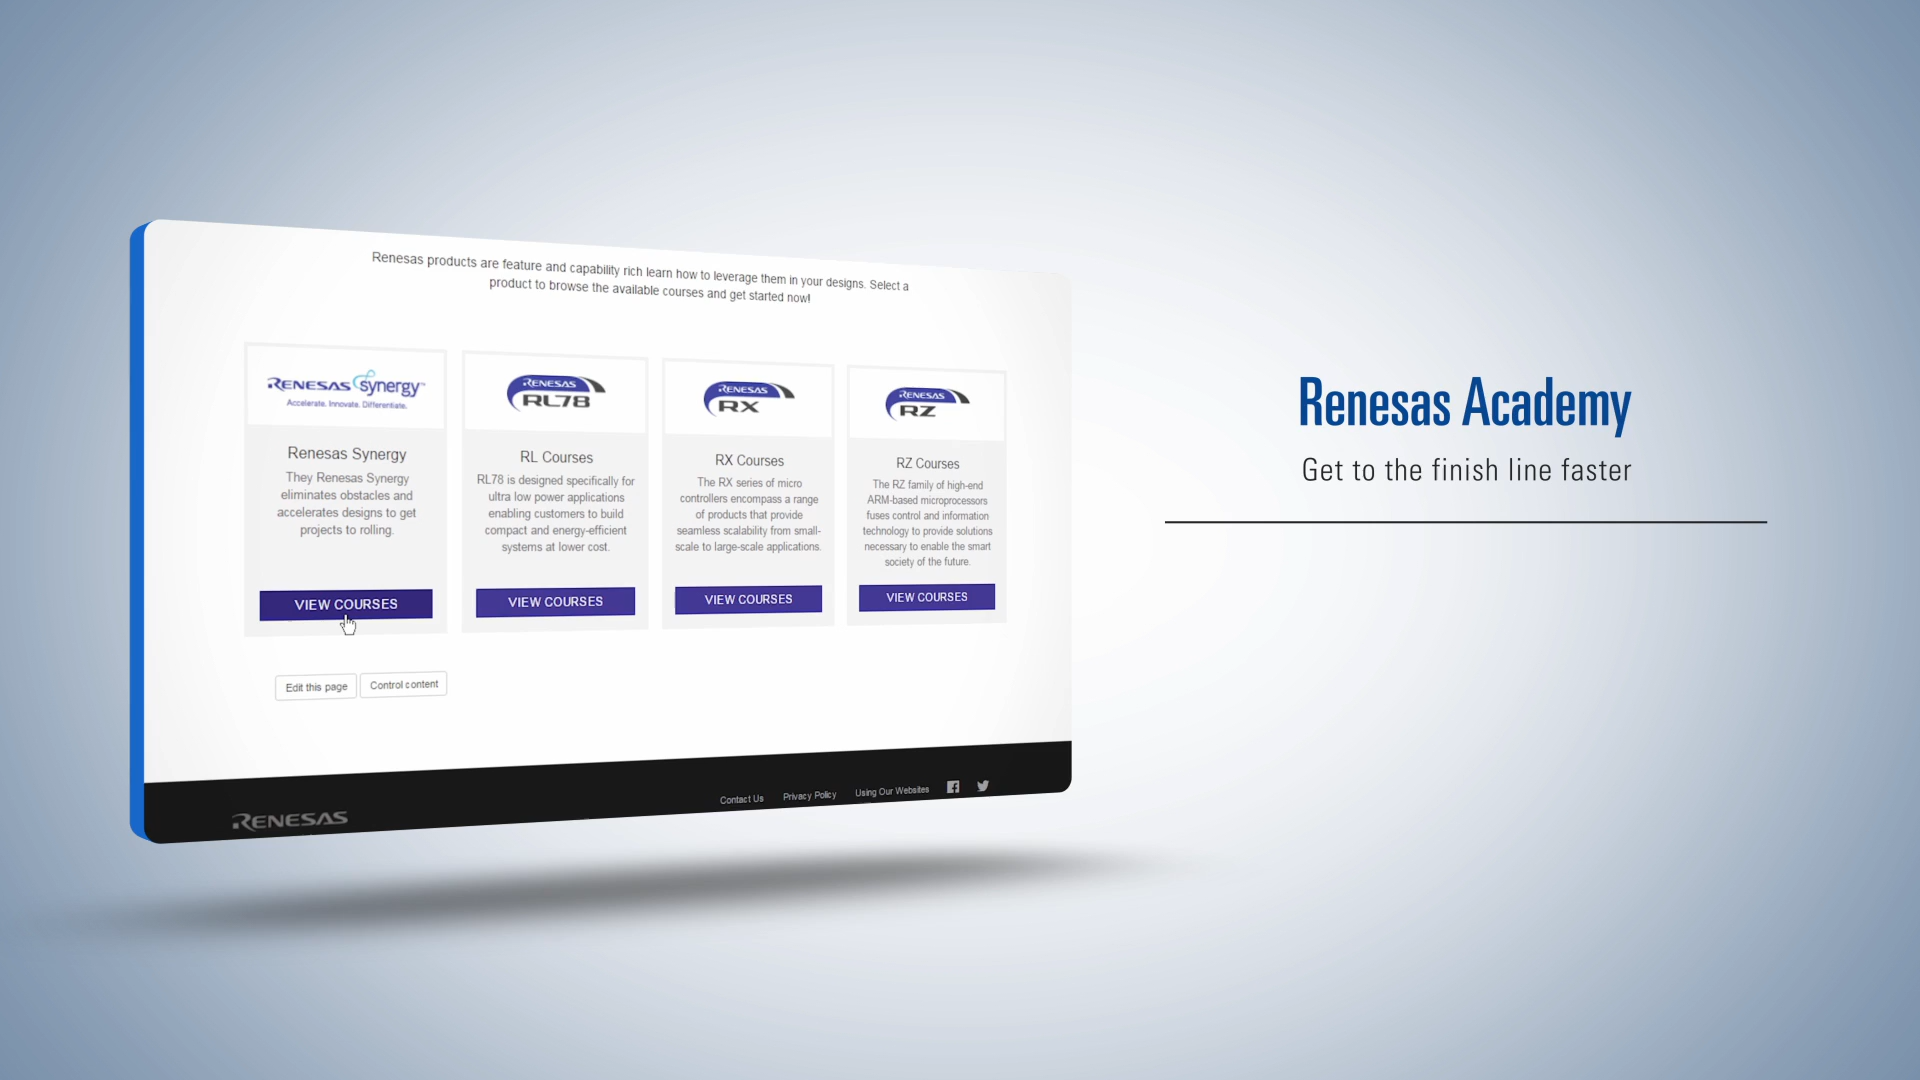 Renesas products are feature and capability rich learn how to leverage them in your designs. Select a
product to browse the available courses and get started now!
RENESAS synergy™
Accelerate. Innovate. Differentiate.
Renesas Synergy
They Renesas Synergy
eliminates obstacles and
accelerates designs to get
projects to rolling.
VIEW COURSES
RENESAS
RL78
RL Courses
RL78 is designed specifically for
ultra low power applications
enabling customers to build
compact and energy-efficient
systems at lower cost.
VIEW COURSES
RENESAS
RX
RX Courses
The RX series of micro
controllers encompass a range
of products that provide
seamless scalability from small-
scale to large-scale applications.
VIEW COURSES
RENESAS
RZ
RZ Courses
The RZ family of high-end
ARM-based microprocessors
fuses control and information
technology to provide solutions
necessary to enable the smart
society of the future.
VIEW COURSES
Edit this page
Control content
RENESAS
Contact Us
Privacy Policy
Using Our Websites
Renesas Academy
Get to the finish line faster